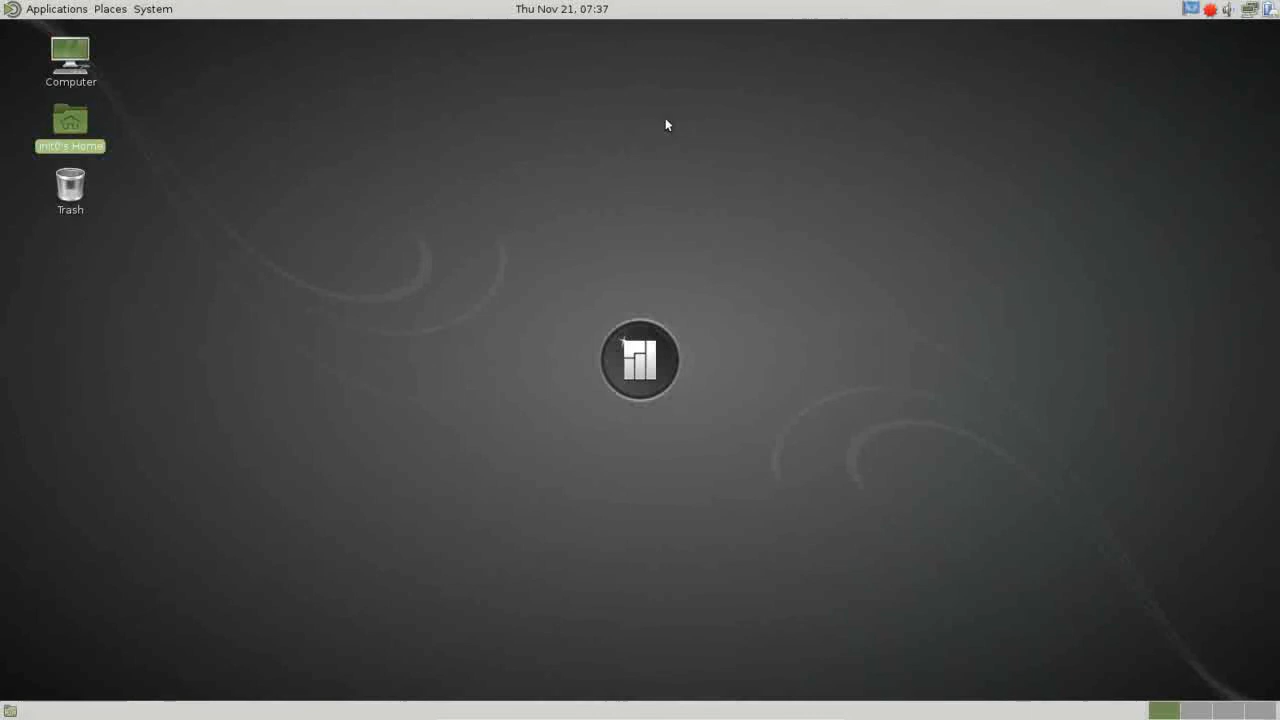 Applications Places System Thu Nov 21, 07:37
Computer
init0's Home
Trash